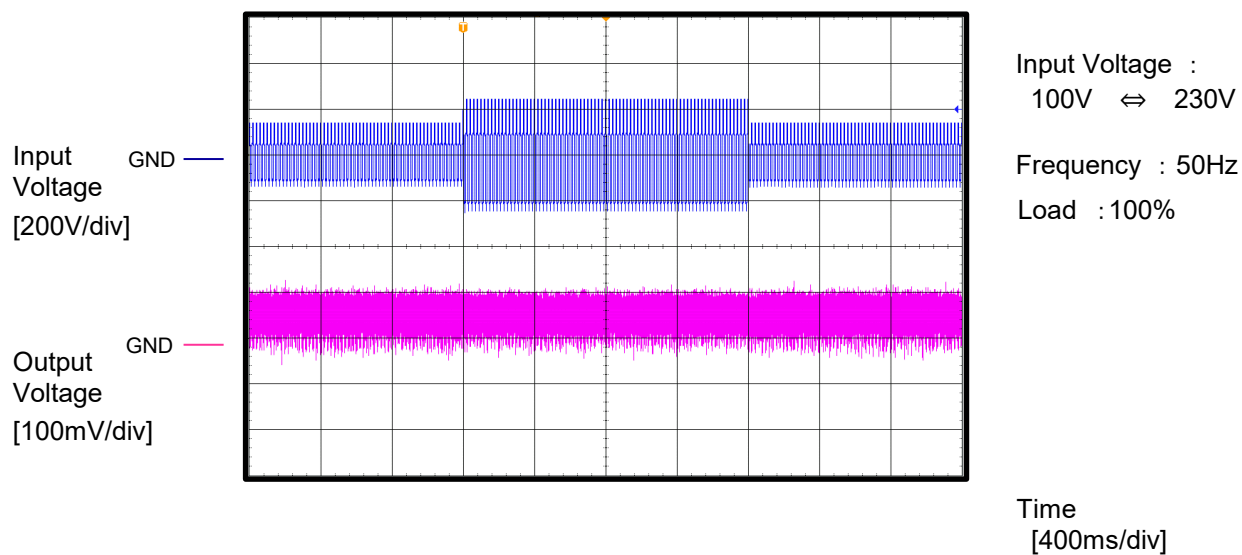 T
Input Voltage :
100V ⇔ 230V
Input
Voltage
[200V/div]
GND
Frequency : 50Hz
Load : 100%
Output
Voltage
[100mV/div]
GND
Time
[400ms/div]